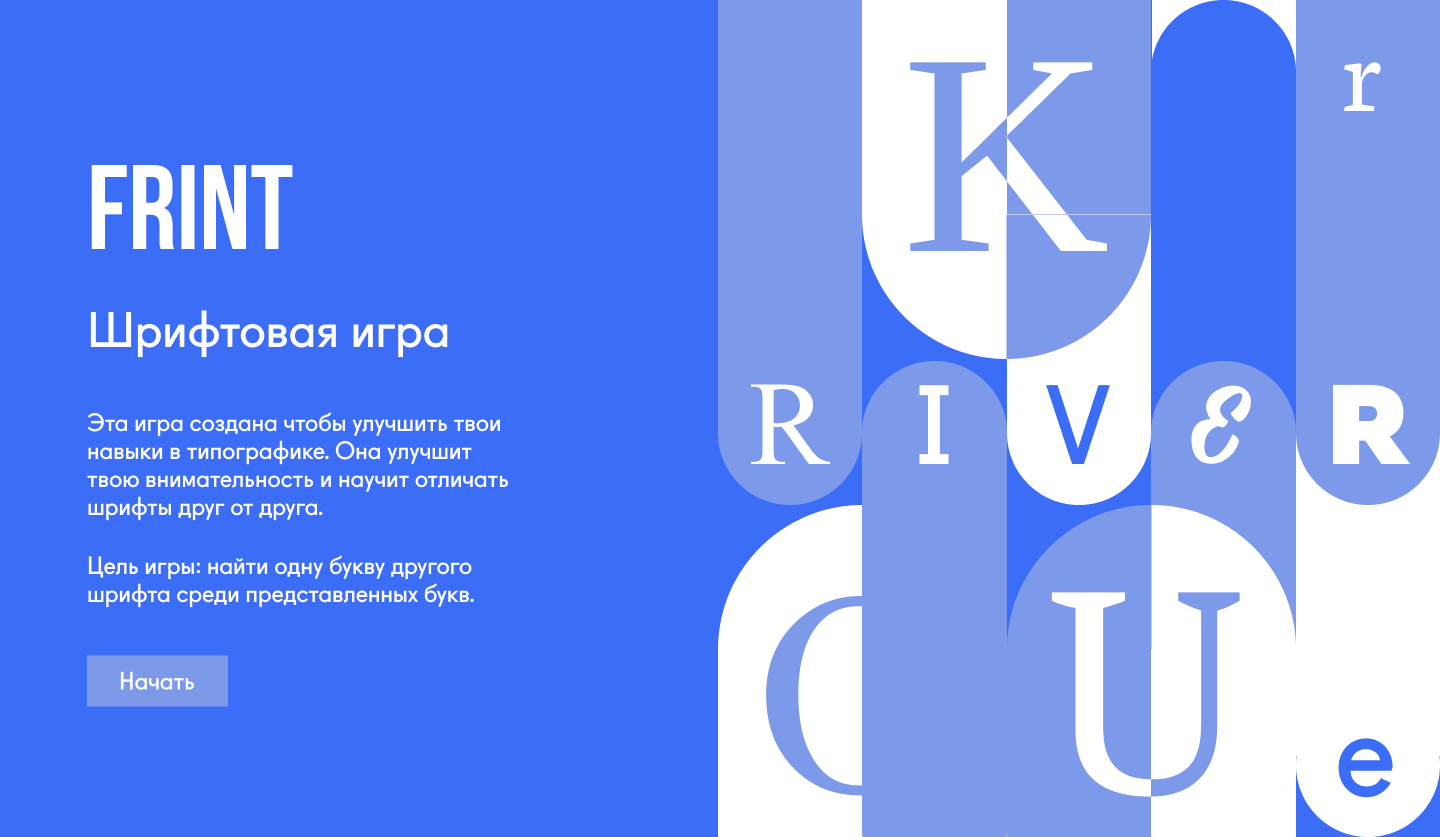 FRINT
Шрифтовая игра
Эта игра создана чтобы улучшить твои
навыки в типографике. Она улучшит
твою внимательность и научит отличать
шрифты друг от друга.
Цель игры: найти одну букву другого
шрифта среди представленных букв.
Начать
K r
RIVER
C U
e